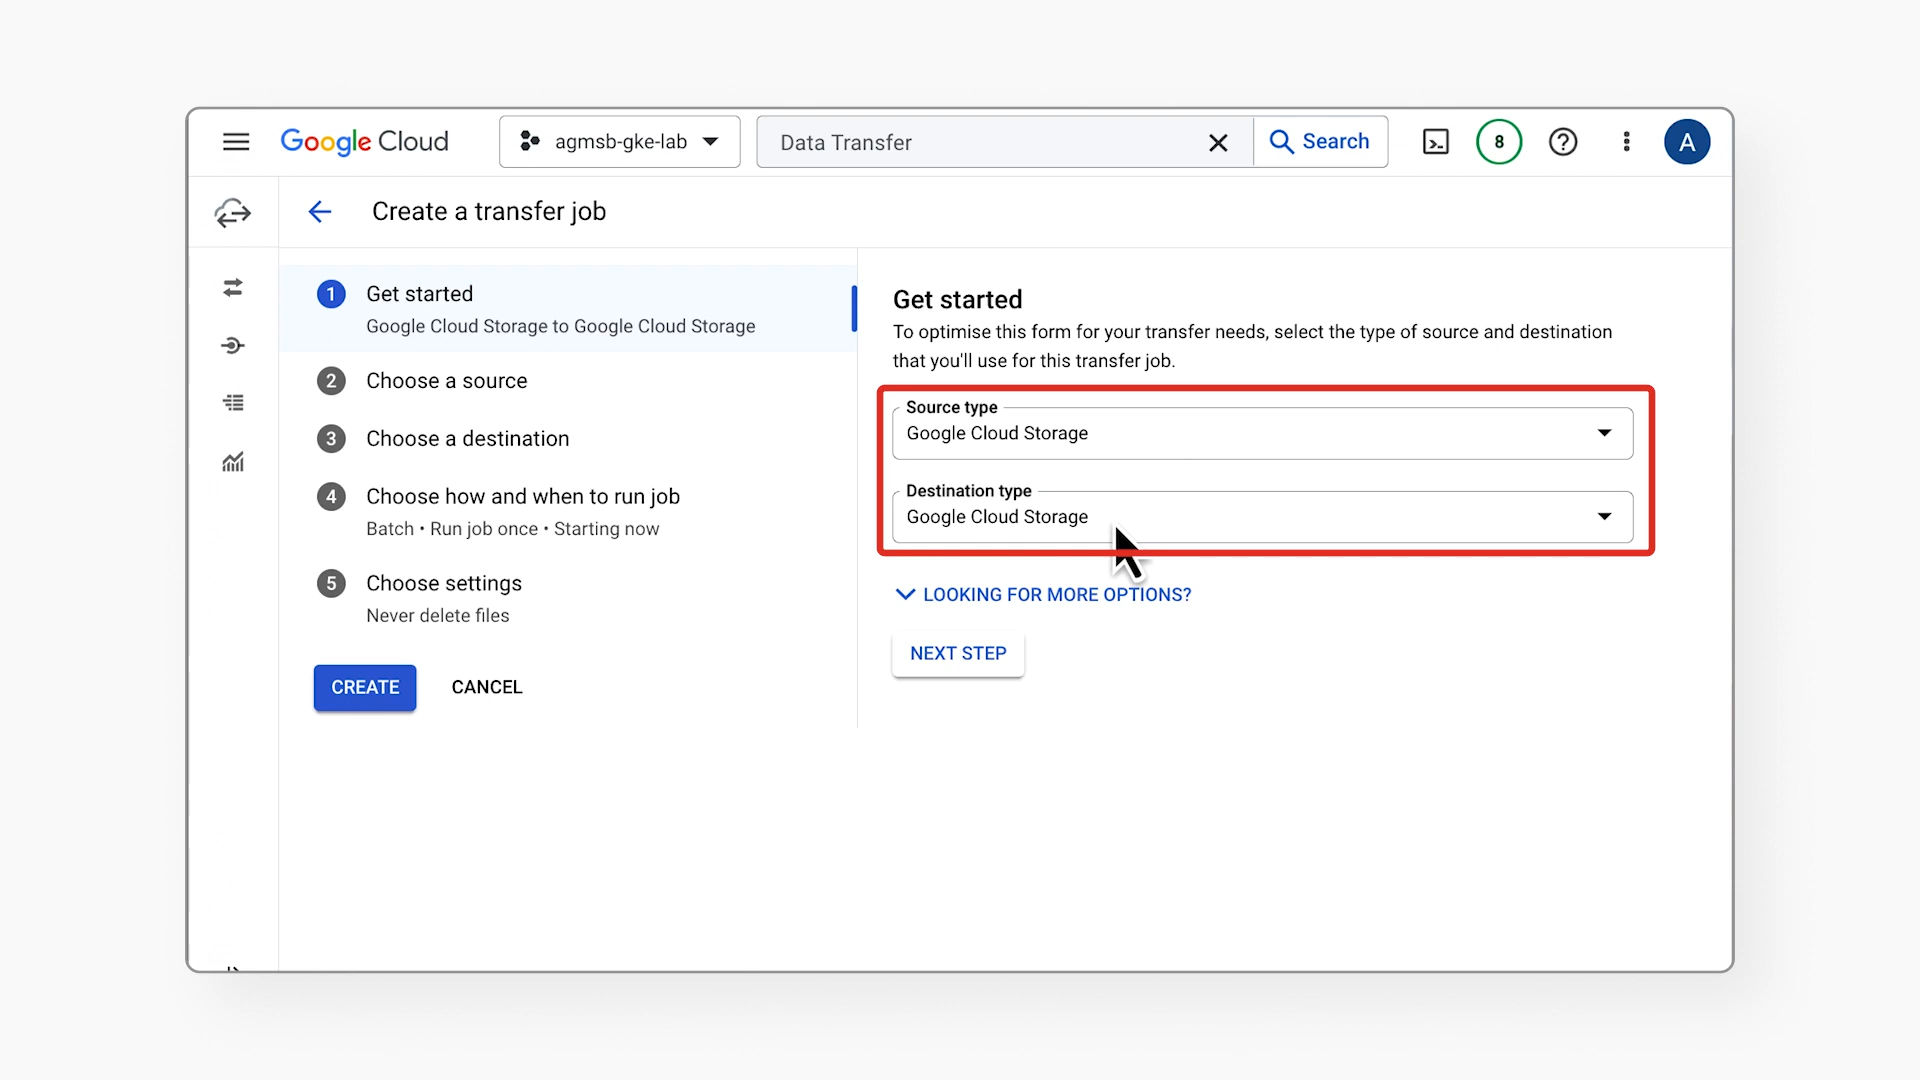 Google Cloud
agmsb-gke-lab
Data Transfer
Search
8
A
Create a transfer job
1
Get started
Google Cloud Storage to Google Cloud Storage
2
Choose a source
3
Choose a destination
4
Choose how and when to run job
Batch • Run job once • Starting now
5
Choose settings
Never delete files
CREATE
CANCEL
Get started
To optimise this form for your transfer needs, select the type of source and destination
that you'll use for this transfer job.
Source type
Google Cloud Storage
Destination type
Google Cloud Storage
LOOKING FOR MORE OPTIONS?
NEXT STEP